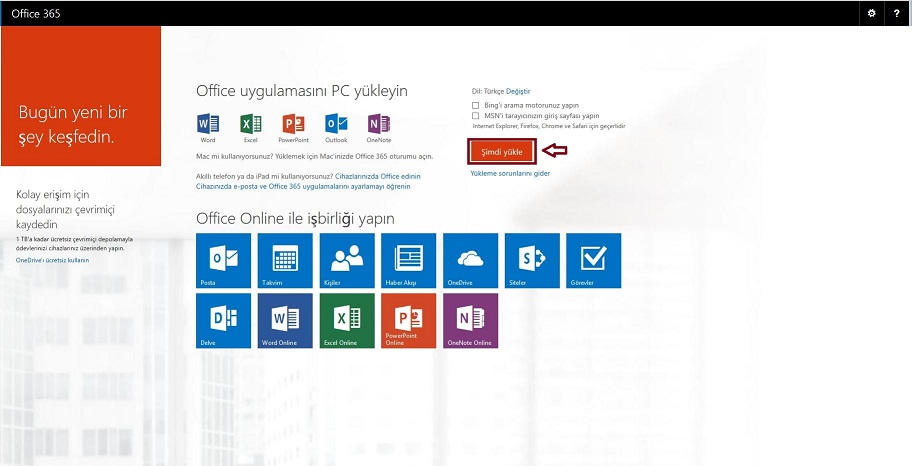 Office 365
?
Bugün yeni bir
şey keşfedin.
Kolay erişim için
dosyalarınızı çevrimiçi
kaydedin
1 TB'a kadar ücretsiz çevrimiçi depolamayla
ödevlerinizi cihazlarınız üzerinden yapın.
OneDrive'ı ücretsiz kullanın
Office uygulamasını PC yükleyin
Word Excel PowerPoint Outlook OneNote
Mac mi kullanıyorsunuz? Yüklemek için Mac'inizde Office 365 oturumu açın.
Akıllı telefon ya da iPad mi kullanıyorsunuz? Cihazlarınızda Office edinin
Cihazınızda e-posta ve Office 365 uygulamalarını ayarlamayı öğrenin
Dil: Türkçe Değiştir
Bing'i arama motorunuz yapın
MSN'i tarayıcınızın giriş sayfası yapın
Internet Explorer, Firefox, Chrome ve Safari için geçerlidir
Şimdi yükle
Yükleme sorunlarını gider
Office Online ile işbirliği yapın
Posta Takvim Kişiler Haber Akışı OneDrive Siteler Görevler
Delve Word Online Excel Online PowerPoint Online OneNote Online